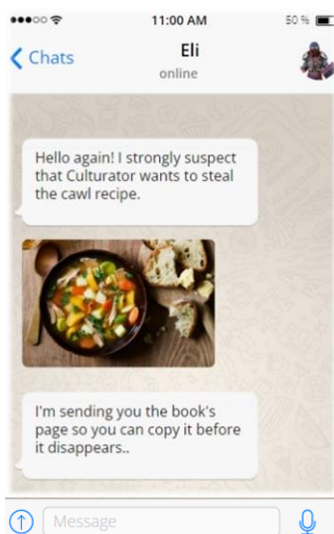 11:00 AM
50 %
Chats
Eli
online
Hello again! I strongly suspect
that Culturator wants to steal
the cawl recipe.
I'm sending you the book's
page so you can copy it before
it disappears..
Message